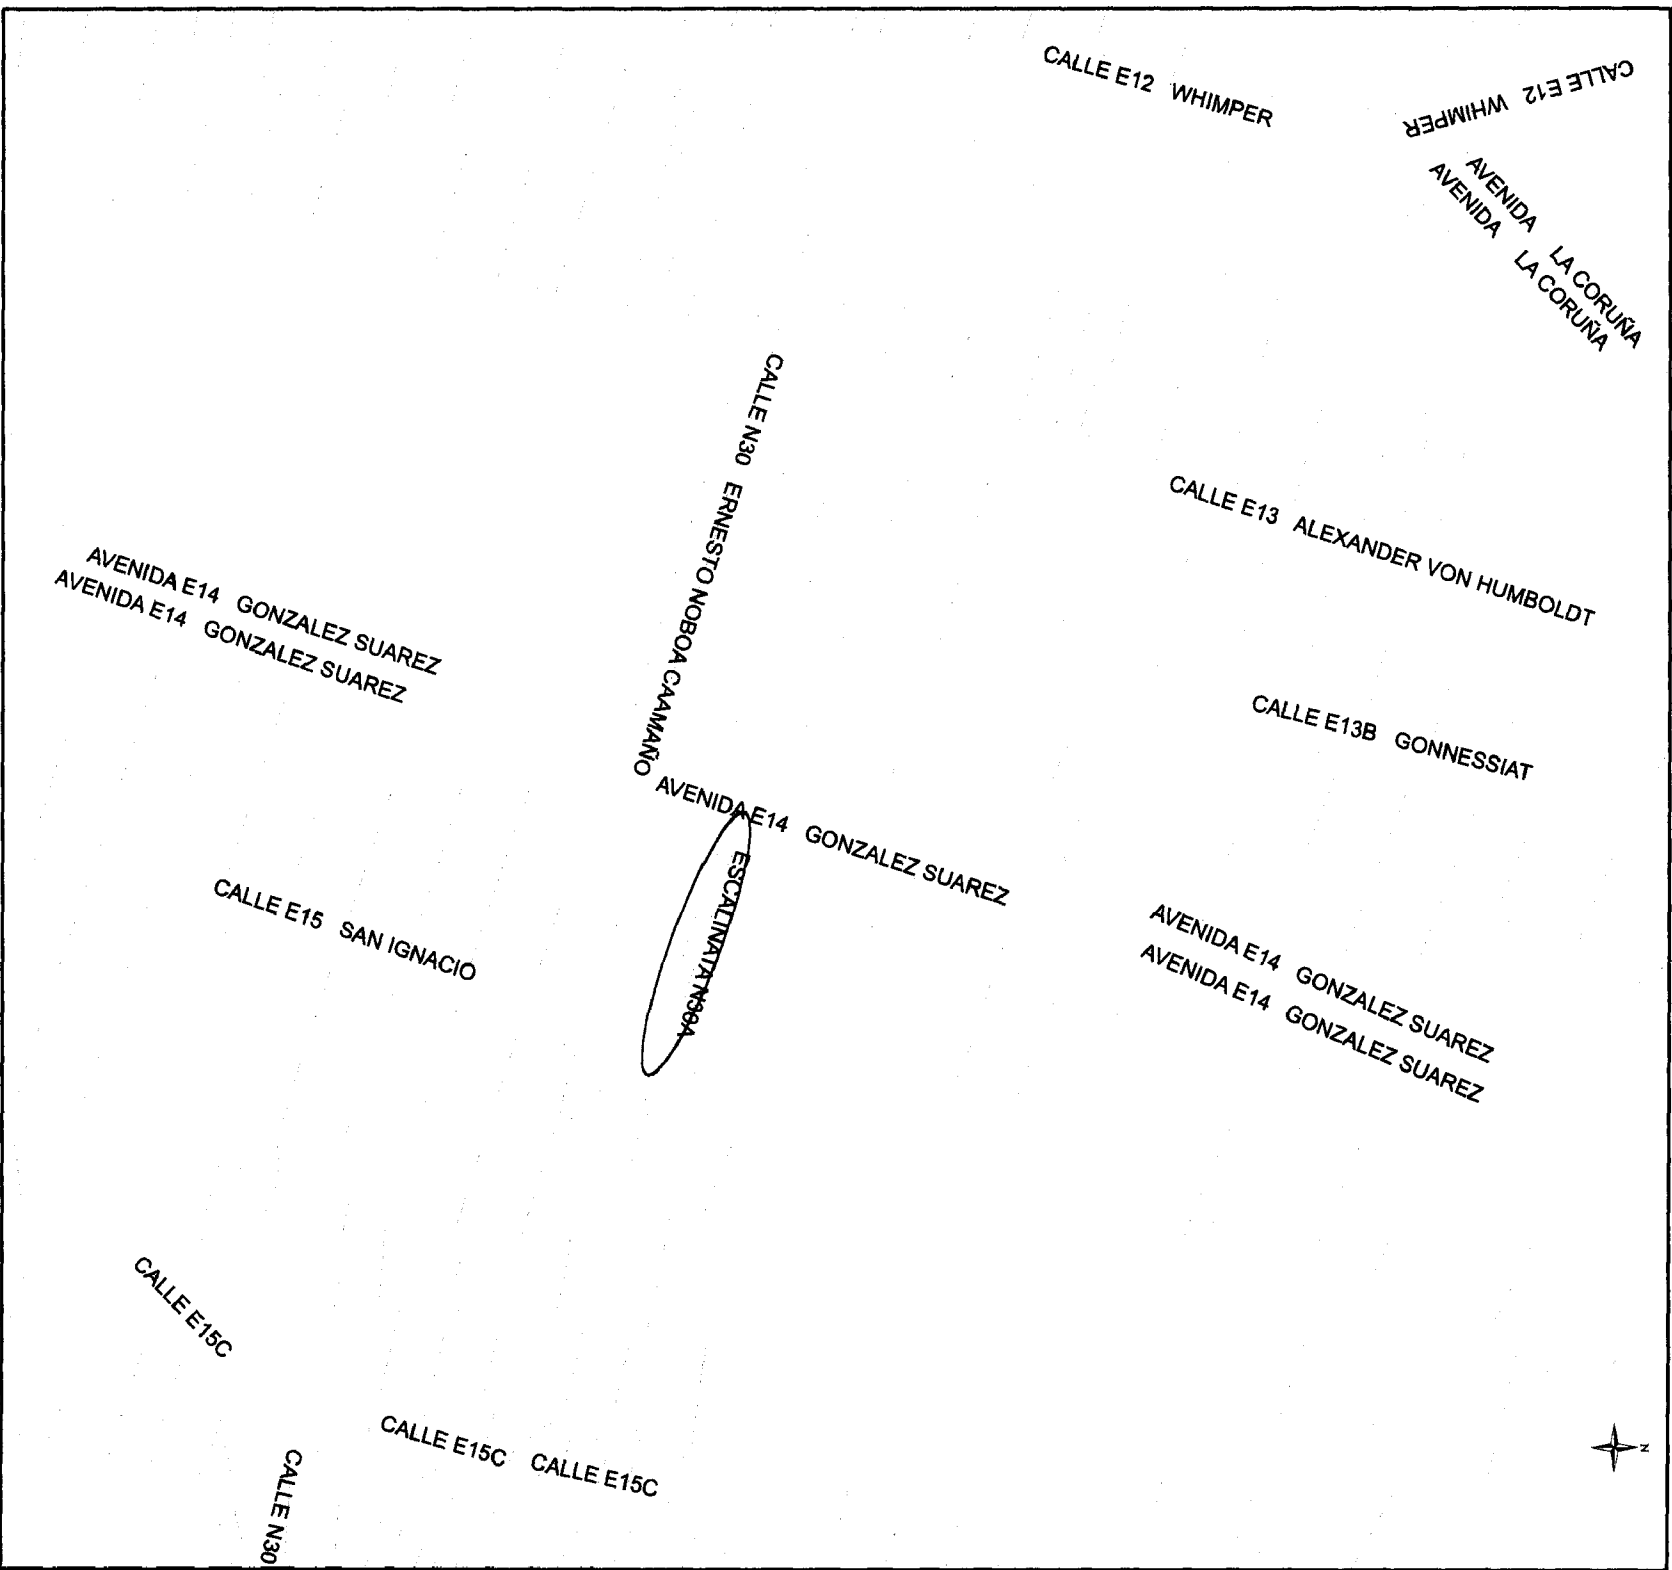 CALLE E12 WHIMPER
CALLE E12 WHIMPER
AVENIDA LA CORUÑA
AVENIDA LA CORUÑA
CALLE N30 ERNESTO NOBOA CAAMAÑO
CALLE E13 ALEXANDER VON HUMBOLDT
AVENIDA E14 GONZALEZ SUAREZ
AVENIDA E14 GONZALEZ SUAREZ
CALLE E13B GONNESSIAT
AVENIDA E14 GONZALEZ SUAREZ
ESCALINATA N30A
CALLE E15 SAN IGNACIO
AVENIDA E14 GONZALEZ SUAREZ
AVENIDA E14 GONZALEZ SUAREZ
CALLE E15C
CALLE E15C CALLE E15C
CALLE N30
N